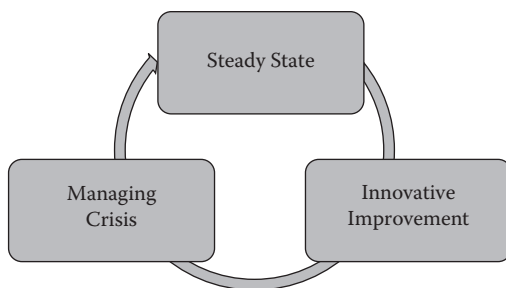 Steady State
Innovative
Improvement
Managing
Crisis